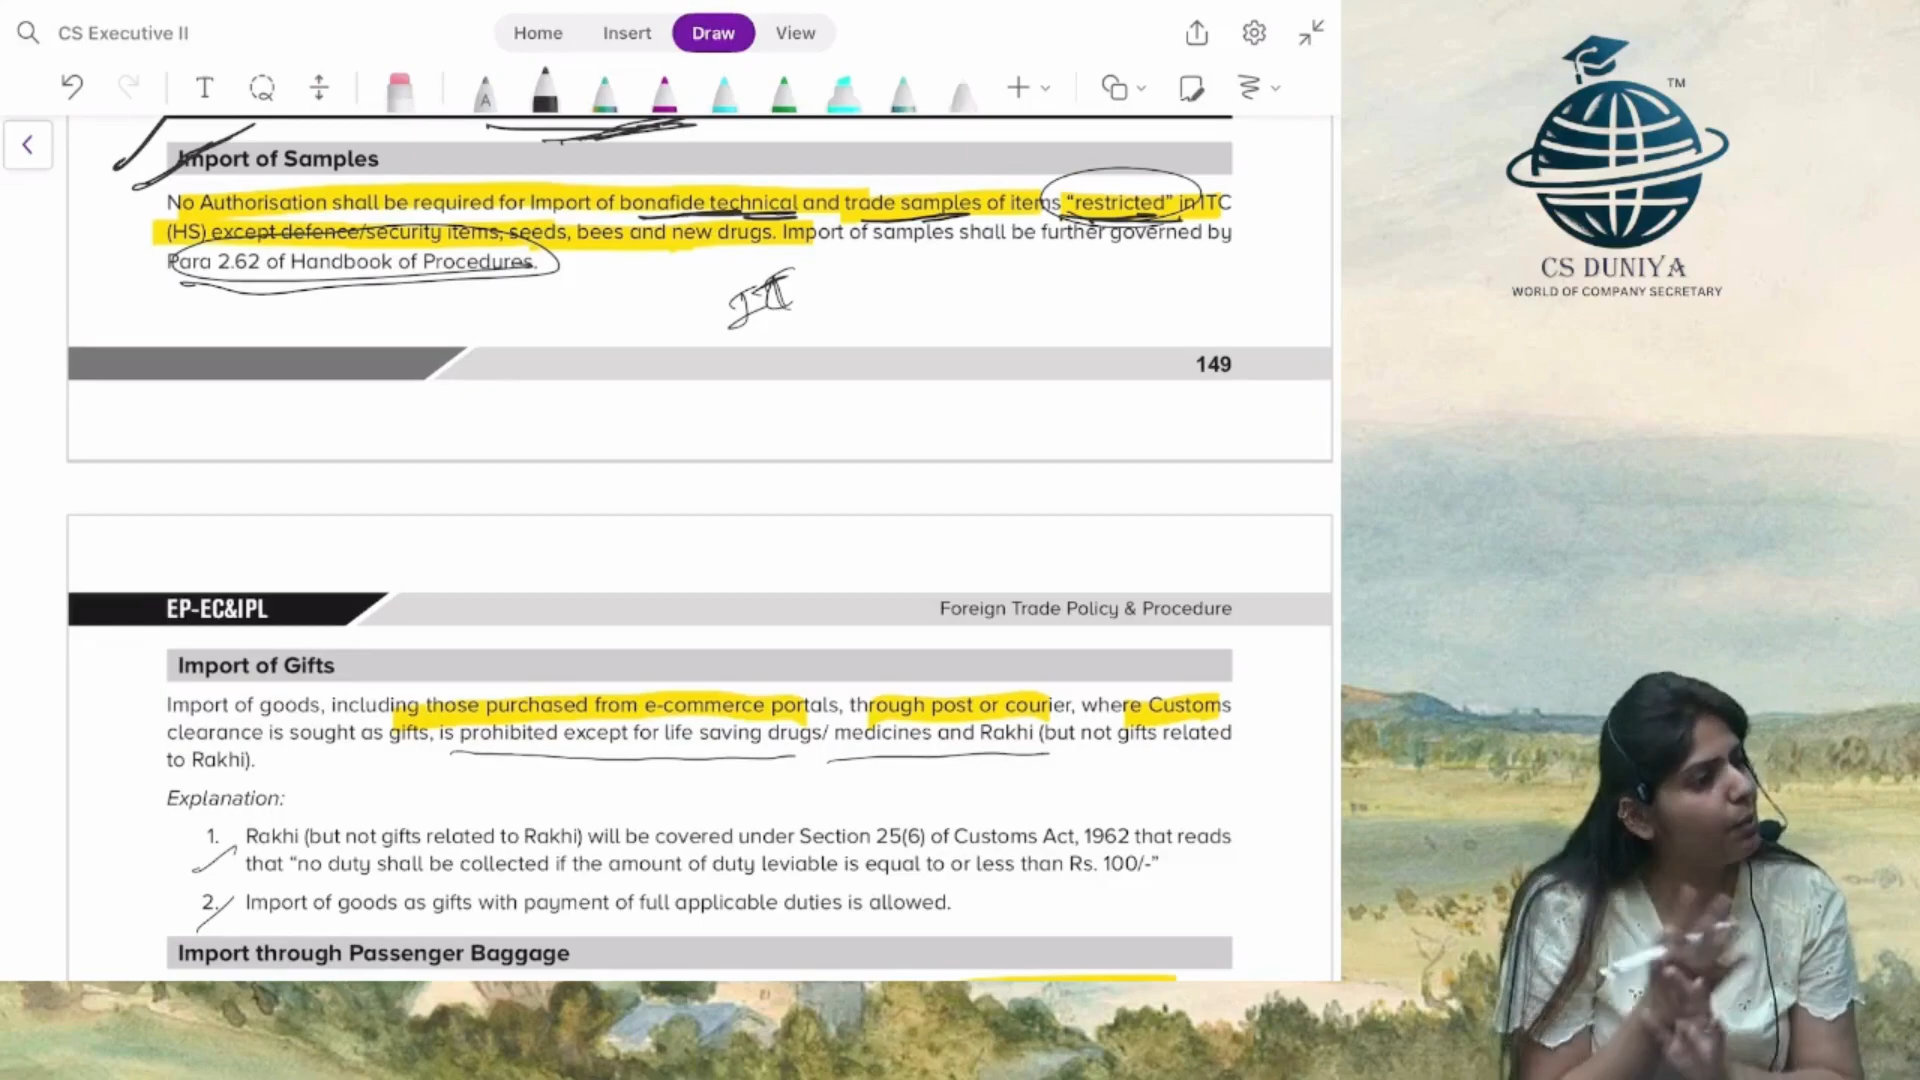 CS Executive II
Home Insert Draw View
T
A
TM
Import of Samples
No Authorisation shall be required for Import of bonafide technical and trade samples of items “restricted” in ITC
(HS) except defence/security items, seeds, bees and new drugs. Import of samples shall be further governed by
Para 2.62 of Handbook of Procedures.
149
EP-EC&IPL
Foreign Trade Policy & Procedure
Import of Gifts
Import of goods, including those purchased from e-commerce portals, through post or courier, where Customs
clearance is sought as gifts, is prohibited except for life saving drugs/ medicines and Rakhi (but not gifts related
to Rakhi).
Explanation:
1. Rakhi (but not gifts related to Rakhi) will be covered under Section 25(6) of Customs Act, 1962 that reads
that “no duty shall be collected if the amount of duty leviable is equal to or less than Rs. 100/-”
2. Import of goods as gifts with payment of full applicable duties is allowed.
Import through Passenger Baggage
CS DUNIYA
WORLD OF COMPANY SECRETARY